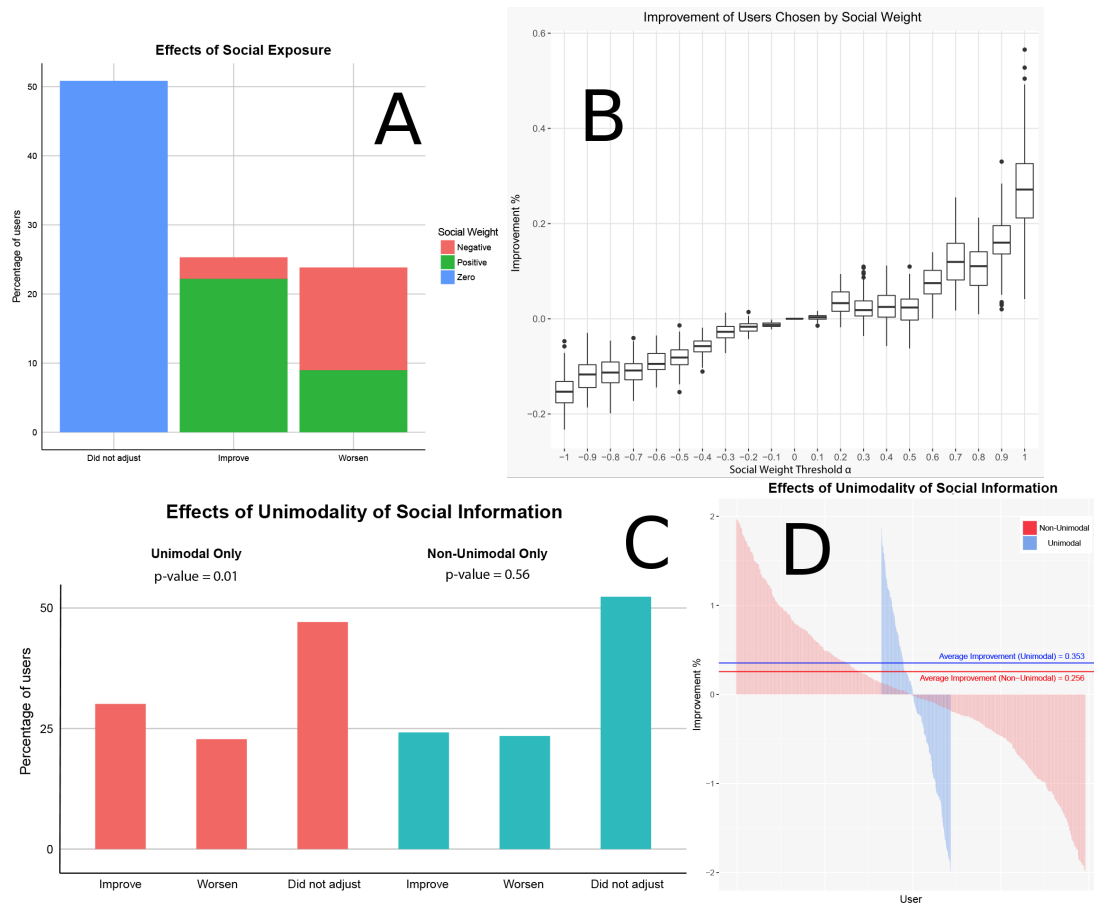 Effects of Social Exposure
A
Percentage of users
50
40
30
20
10
0
Did not adjust
Improve
Worsen
Social Weight
Negative
Positive
Zero
Improvement of Users Chosen by Social Weight
B
Improvement %
0.6
0.4
0.2
0.0
−0.2
−1 −0.9 −0.8 −0.7 −0.6 −0.5 −0.4 −0.3 −0.2 −0.1 0 0.1 0.2 0.3 0.4 0.5 0.6 0.7 0.8 0.9 1
Social Weight Threshold α
Effects of Unimodality of Social Information
C
Unimodal Only
p-value = 0.01
Non-Unimodal Only
p-value = 0.56
Percentage of users
50
25
0
Improve Worsen Did not adjust Improve Worsen Did not adjust
Effects of Unimodality of Social Information
D
Non-Unimodal
Unimodal
Improvement %
2
1
0
−1
−2
Average Improvement (Unimodal) = 0.353
Average Improvement (Non−Unimodal) = 0.256
User